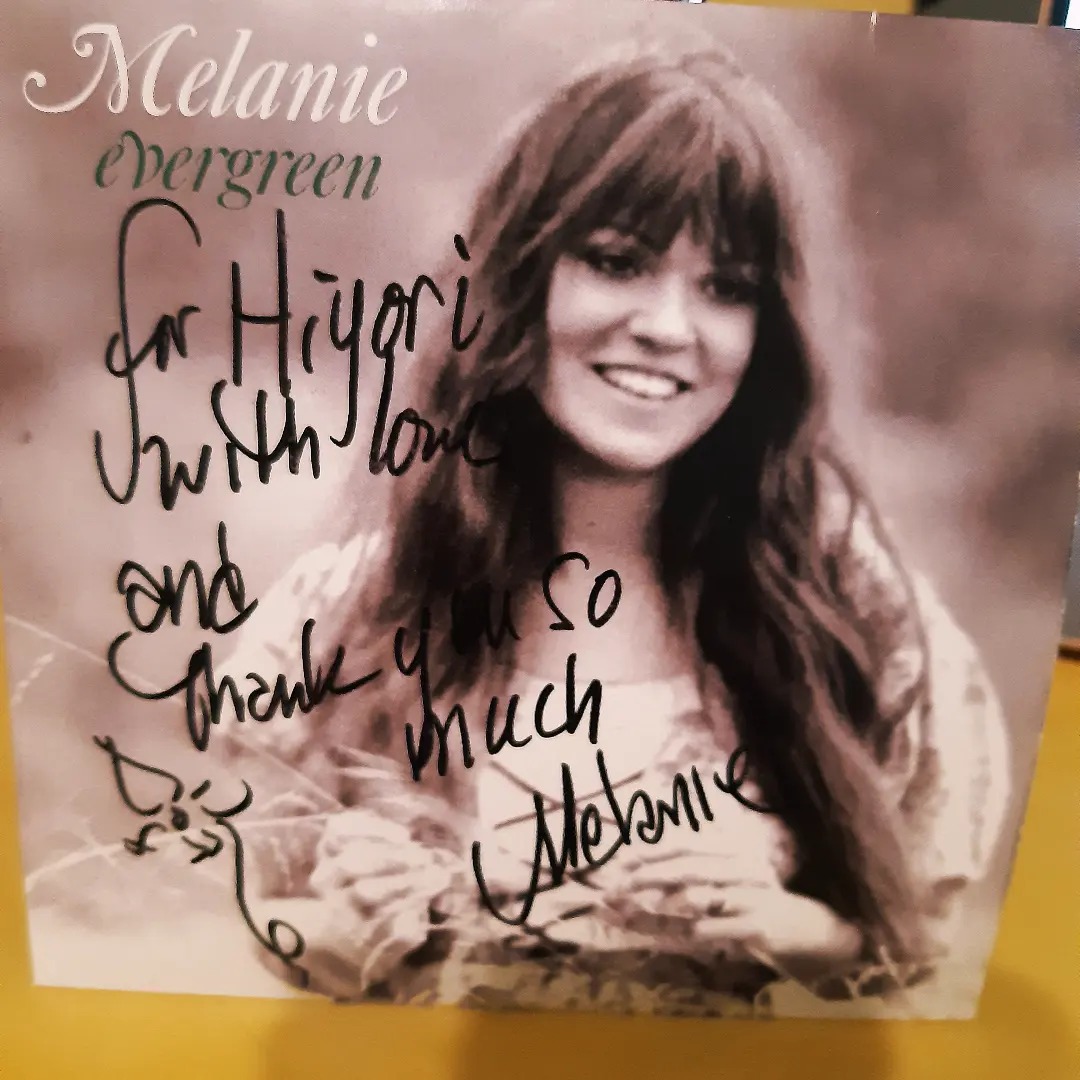 Melanie
evergreen
for Hiyori
with love
and
thank you so
much
Melanie